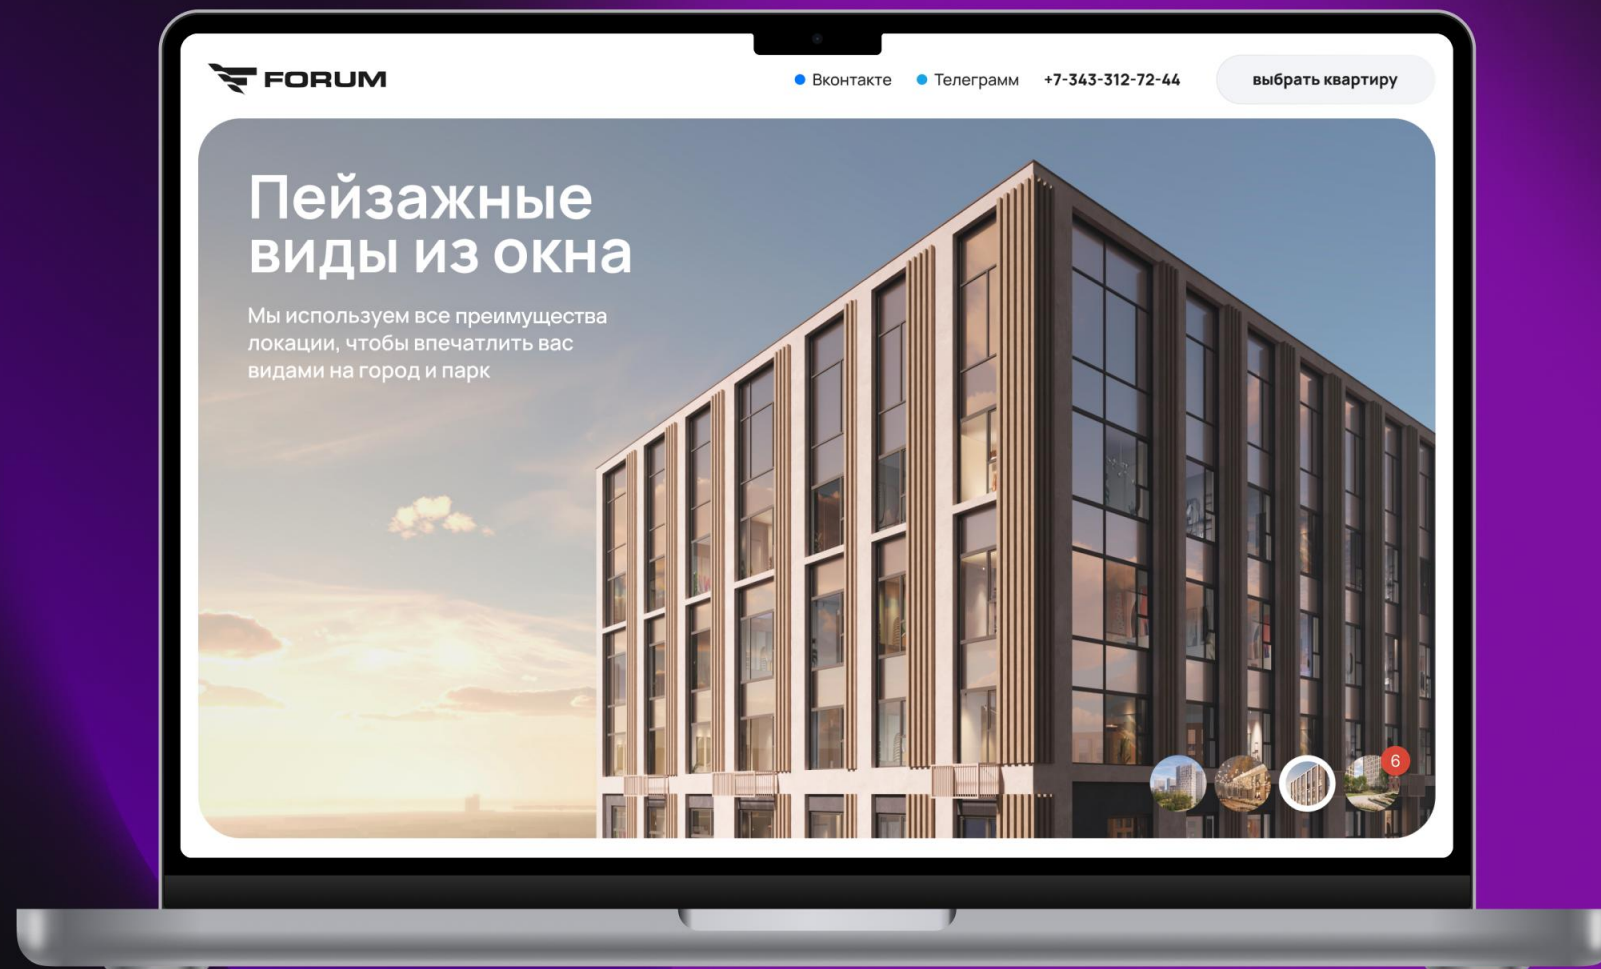 FORUM
Вконтакте
Телеграмм
+7-343-312-72-44
выбрать квартиру
Пейзажные
виды из окна
Мы используем все преимущества
локации, чтобы впечатлить вас
видами на город и парк
6